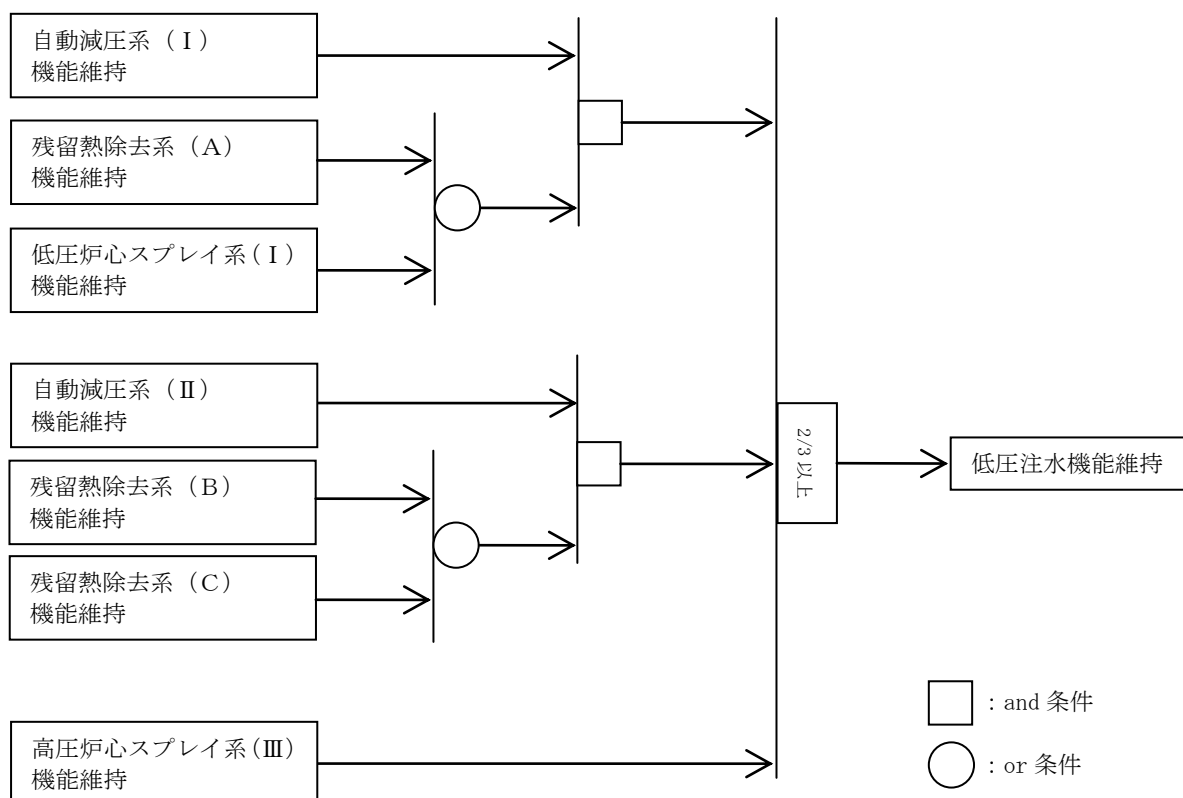 自動減圧系（Ⅰ）
機能維持
残留熱除去系（A）
機能維持
低圧炉心スプレイ系（Ⅰ）
機能維持
自動減圧系（Ⅱ）
機能維持
残留熱除去系（B）
機能維持
残留熱除去系（C）
機能維持
高圧炉心スプレイ系（Ⅲ）
機能維持
2/3以上
低圧注水機能維持
：and 条件
：or 条件